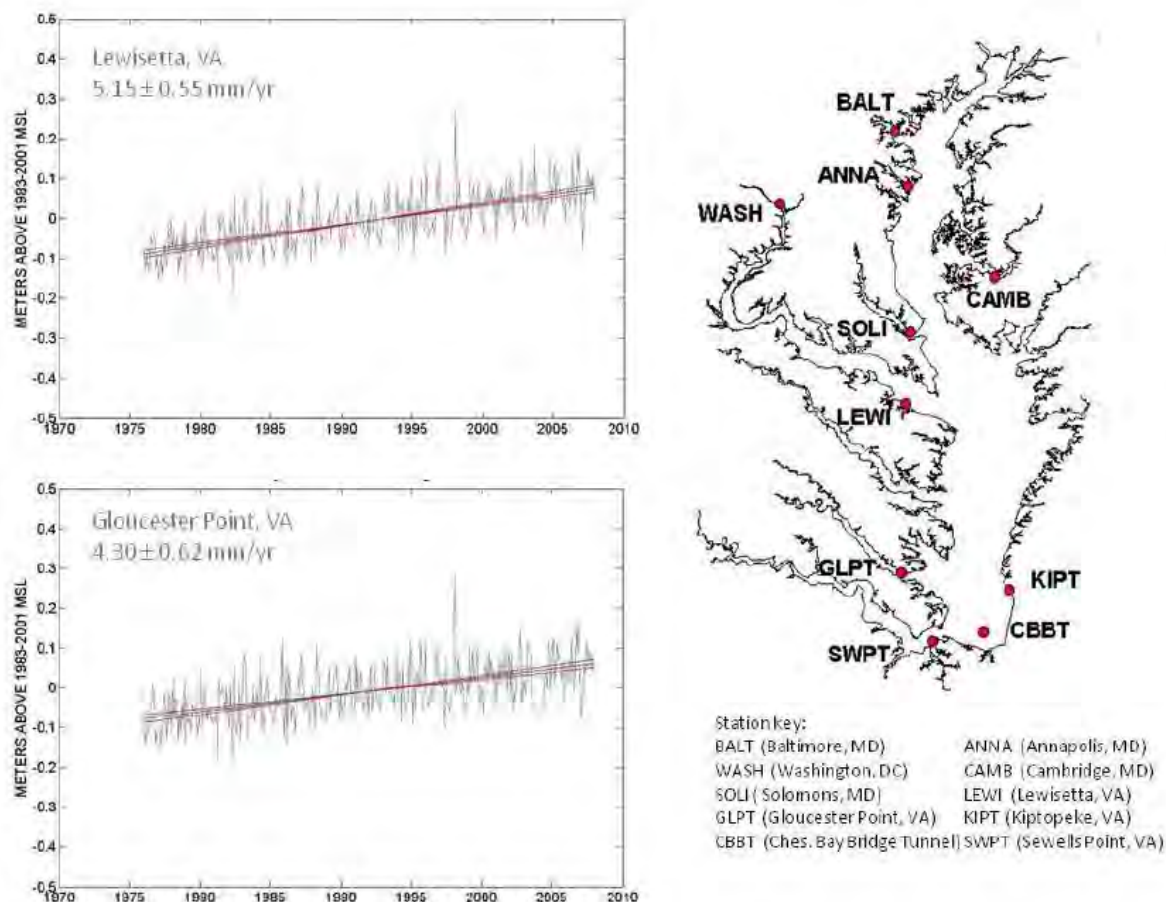 0.5
0.4
0.3
0.2
0.1
0
-0.1
-0.2
-0.3
-0.4
-0.5
METERS ABOVE 1983-2001 MSL
Lewisetta, VA
5.15±0.55 mm/yr
1970 1975 1980 1985 1990 1995 2000 2005 2010
0.5
0.4
0.3
0.2
0.1
0
-0.1
-0.2
-0.3
-0.4
-0.5
METERS ABOVE 1983-2001 MSL
Gloucester Point, VA
4.30±0.62 mm/yr
1970 1975 1980 1985 1990 1995 2000 2005 2010
BALT
ANNA
WASH
CAMB
SOLI
LEWI
GLPT
KIPT
CBBT
SWPT
Station key:
BALT (Baltimore, MD) ANNA (Annapolis, MD)
WASH (Washington, DC) CAMB (Cambridge, MD)
SOLI ( Solomons, MD) LEWI (Lewisetta, VA)
GLPT (Gloucester Point, VA) KIPT (Kiptopeke, VA)
CBBT (Ches. Bay Bridge Tunnel) SWPT (Sewells Point, VA)